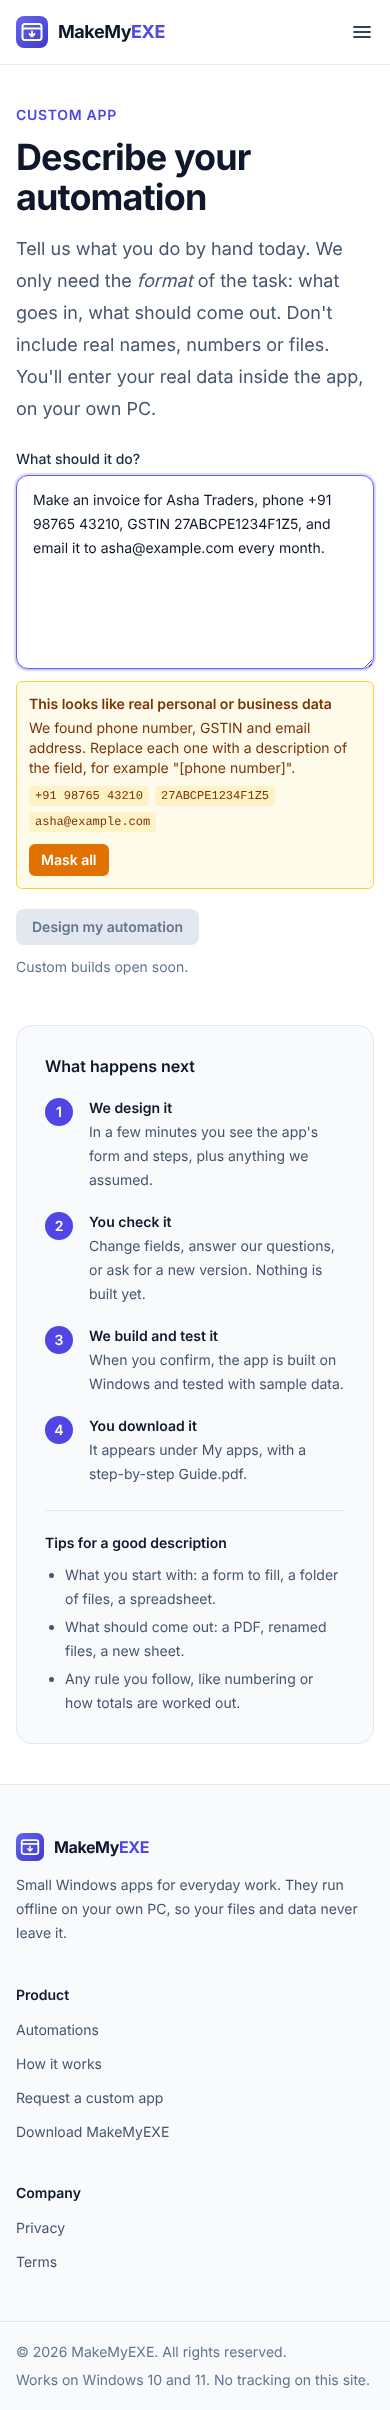 MakeMyEXE
CUSTOM APP
Describe your
automation
Tell us what you do by hand today. We
only need the format of the task: what
goes in, what should come out. Don't
include real names, numbers or files.
You'll enter your real data inside the app,
on your own PC.
What should it do?
Make an invoice for Asha Traders, phone +91
98765 43210, GSTIN 27ABCPE1234F1Z5, and
email it to asha@example.com every month.
This looks like real personal or business data
We found phone number, GSTIN and email
address. Replace each one with a description of
the field, for example "[phone number]".
+91 98765 43210 27ABCPE1234F1Z5
asha@example.com
Mask all
Design my automation
Custom builds open soon.
What happens next
1 We design it
In a few minutes you see the app's
form and steps, plus anything we
assumed.
2 You check it
Change fields, answer our questions,
or ask for a new version. Nothing is
built yet.
3 We build and test it
When you confirm, the app is built on
Windows and tested with sample data.
4 You download it
It appears under My apps, with a
step-by-step Guide.pdf.
Tips for a good description
• What you start with: a form to fill, a folder
of files, a spreadsheet.
• What should come out: a PDF, renamed
files, a new sheet.
• Any rule you follow, like numbering or
how totals are worked out.
MakeMyEXE
Small Windows apps for everyday work. They run
offline on your own PC, so your files and data never
leave it.
Product
Automations
How it works
Request a custom app
Download MakeMyEXE
Company
Privacy
Terms
© 2026 MakeMyEXE. All rights reserved.
Works on Windows 10 and 11. No tracking on this site.